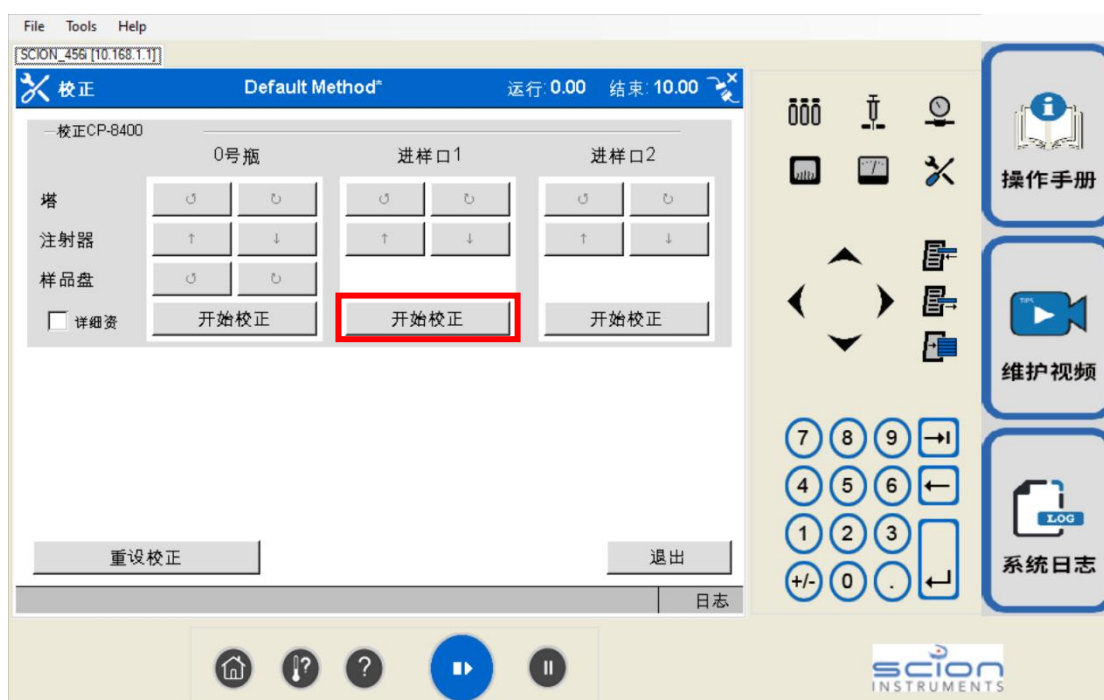 File Tools Help
SCION_456i [10.168.1.1]
校正 Default Method* 运行: 0.00 结束: 10.00
校正CP-8400
0号瓶 进样口1 进样口2
塔 ↺ ↻ ↺ ↻ ↺ ↻
注射器 ↑ ↓ ↑ ↓ ↑ ↓
样品盘 ↺ ↻
详细资 开始校正 开始校正 开始校正
重设校正 退出
日志
7 8 9
4 5 6
1 2 3
+/- 0 .
操作手册
TIPS
维护视频
LOG
系统日志
scion
INSTRUMENTS